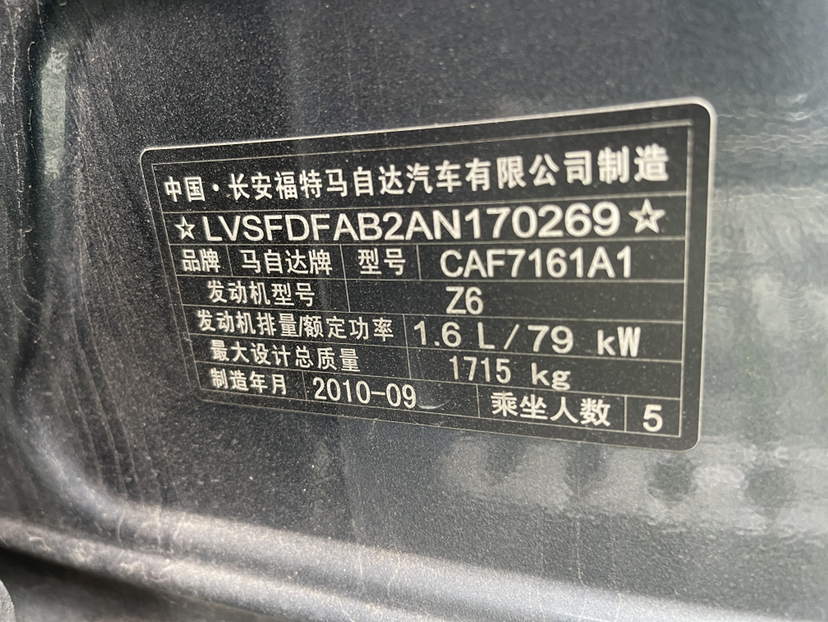 中国·长安福特马自达汽车有限公司制造
☆LVSFDFAB2AN170269☆
品牌 马自达牌 型号 CAF7161A1
发动机型号 Z6
发动机排量/额定功率 1.6 L/79 kW
最大设计总质量 1715 kg
制造年月 2010-09 乘坐人数 5